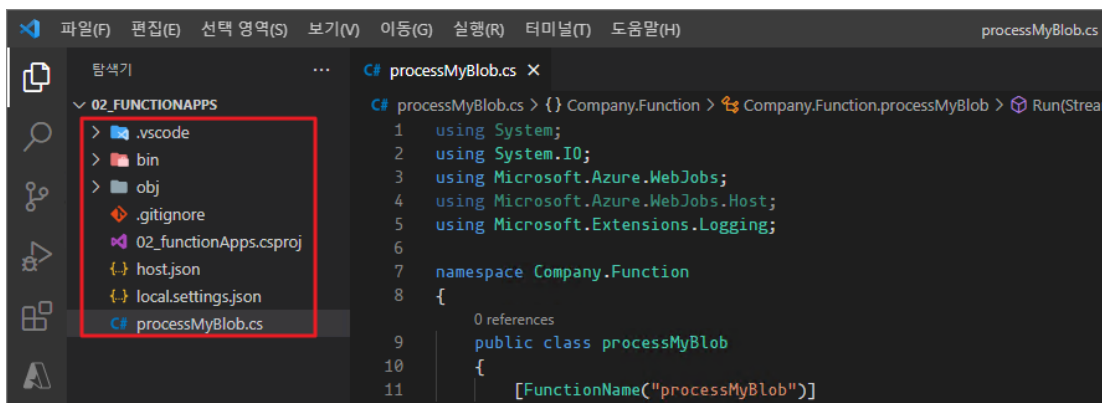 파일(F) 편집(E) 선택 영역(S) 보기(V) 이동(G) 실행(R) 터미널(T) 도움말(H) processMyBlob.cs
탐색기 ···
02_FUNCTIONAPPS
.vscode
bin
obj
.gitignore
02_functionApps.csproj
host.json
local.settings.json
C# processMyBlob.cs
C# processMyBlob.cs ×
C# processMyBlob.cs > {} Company.Function > Company.Function.processMyBlob > Run(Strea
1 using System;
2 using System.IO;
3 using Microsoft.Azure.WebJobs;
4 using Microsoft.Azure.WebJobs.Host;
5 using Microsoft.Extensions.Logging;
6
7 namespace Company.Function
8 {
0 references
9 public class processMyBlob
10 {
11 [FunctionName("processMyBlob")]